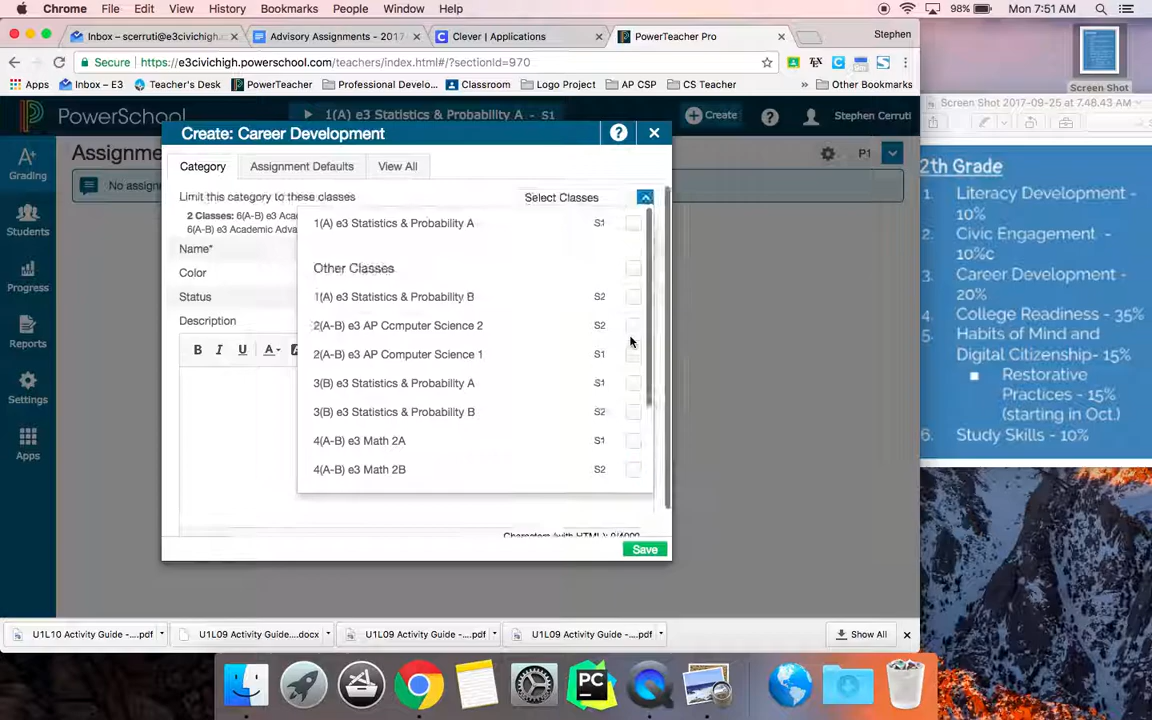 Chrome File Edit View History Bookmarks People Window Help 98% Mon 7:51 AM
Inbox – scerruti@e3civichigh.e Advisory Assignments - 2017- Clever | Applications PowerTeacher Pro Stephen
Secure https://e3civichigh.powerschool.com/teachers/index.html#/?sectionId=970
Apps Inbox – E3 Teacher's Desk PowerTeacher Professional Develo... Classroom Logo Project AP CSP CS Teacher » Other Bookmarks
Screen Shot
Screen Shot 2017-09-25 at 7.48.43 AM
PowerSchool 1(A) e3 Statistics & Probability A - S1 Create Stephen Cerruti
Create: Career Development
Assignme P1
No assign
Grading
Students
Progress
Reports
Settings
Apps
Category Assignment Defaults View All
Limit this category to these classes Select Classes
2 Classes: 6(A-B) e3 Aca
6(A-B) e3 Academic Adva
Name*
Color
Status
Description
B I U A
1(A) e3 Statistics & Probability A S1
Other Classes
1(A) e3 Statistics & Probability B S2
2(A-B) e3 AP Computer Science 2 S2
2(A-B) e3 AP Computer Science 1 S1
3(B) e3 Statistics & Probability A S1
3(B) e3 Statistics & Probability B S2
4(A-B) e3 Math 2A S1
4(A-B) e3 Math 2B S2
Characters (with HTML): 0/4000
Save
2th Grade
1. Literacy Development -
10%
2. Civic Engagement -
10%c
3. Career Development -
20%
4. College Readiness - 35%
5. Habits of Mind and
Digital Citizenship- 15%
■ Restorative
Practices - 15%
(starting in Oct.)
6. Study Skills - 10%
U1L10 Activity Guide -....pdf U1L09 Activity Guide....docx U1L09 Activity Guide -....pdf U1L09 Activity Guide -....pdf Show All
PC